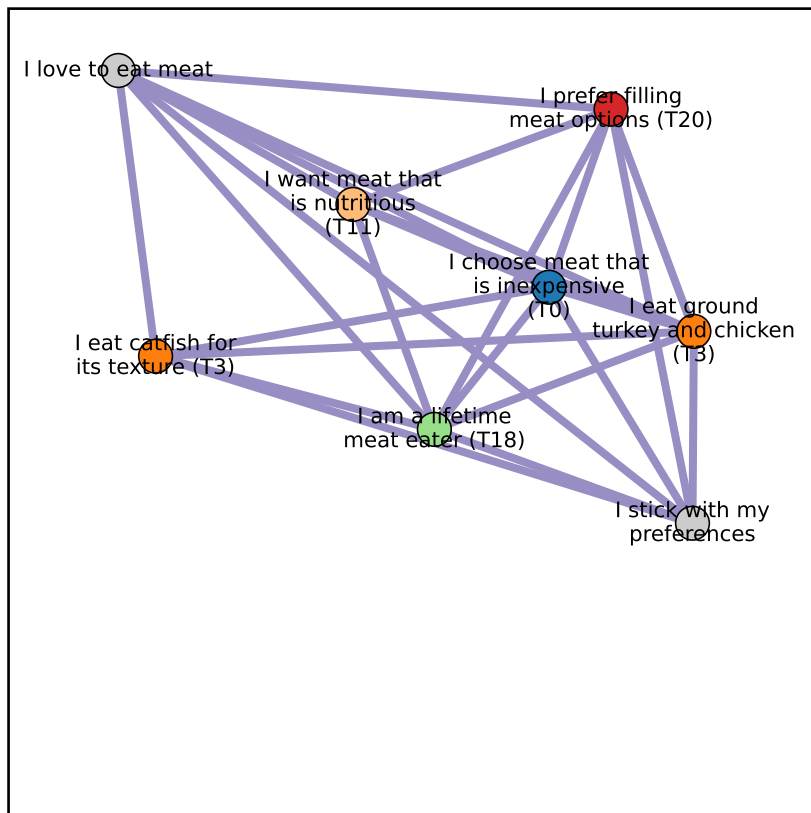 I love to eat meat
I prefer filling
meat options (T20)
I want meat that
is nutritious
(T11)
I choose meat that
is inexpensive
(T0)
I eat ground
turkey and chicken
(T3)
I eat catfish for
its texture (T3)
I am a lifetime
meat eater (T18)
I stick with my
preferences